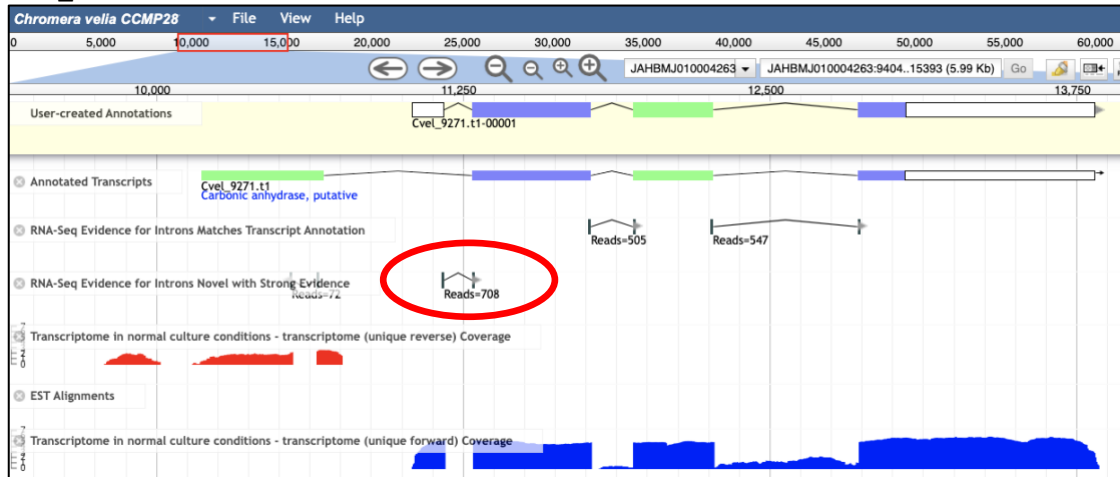 Chromera velia CCMP28 File View Help
0 5,000 10,000 15,000 20,000 25,000 30,000 35,000 40,000 45,000 50,000 55,000 60,000
JAHBMJ010004263 JAHBMJ010004263:9404..15393 (5.99 Kb) Go
10,000 11,250 12,500 13,750
User-created Annotations
Cvel_9271.t1-00001
Annotated Transcripts
Cvel_9271.t1
Carbonic anhydrase, putative
RNA-Seq Evidence for Introns Matches Transcript Annotation
Reads=505 Reads=547
RNA-Seq Evidence for Introns Novel with Strong Evidence
Reads=72 Reads=708
Transcriptome in normal culture conditions - transcriptome (unique reverse) Coverage
EST Alignments
Transcriptome in normal culture conditions - transcriptome (unique forward) Coverage